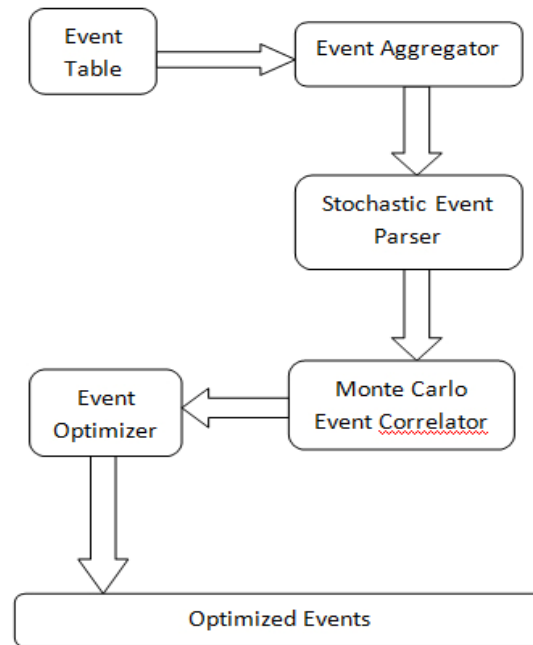 Event
Table
Event Aggregator
Stochastic Event
Parser
Monte Carlo
Event Correlator
Event
Optimizer
Optimized Events